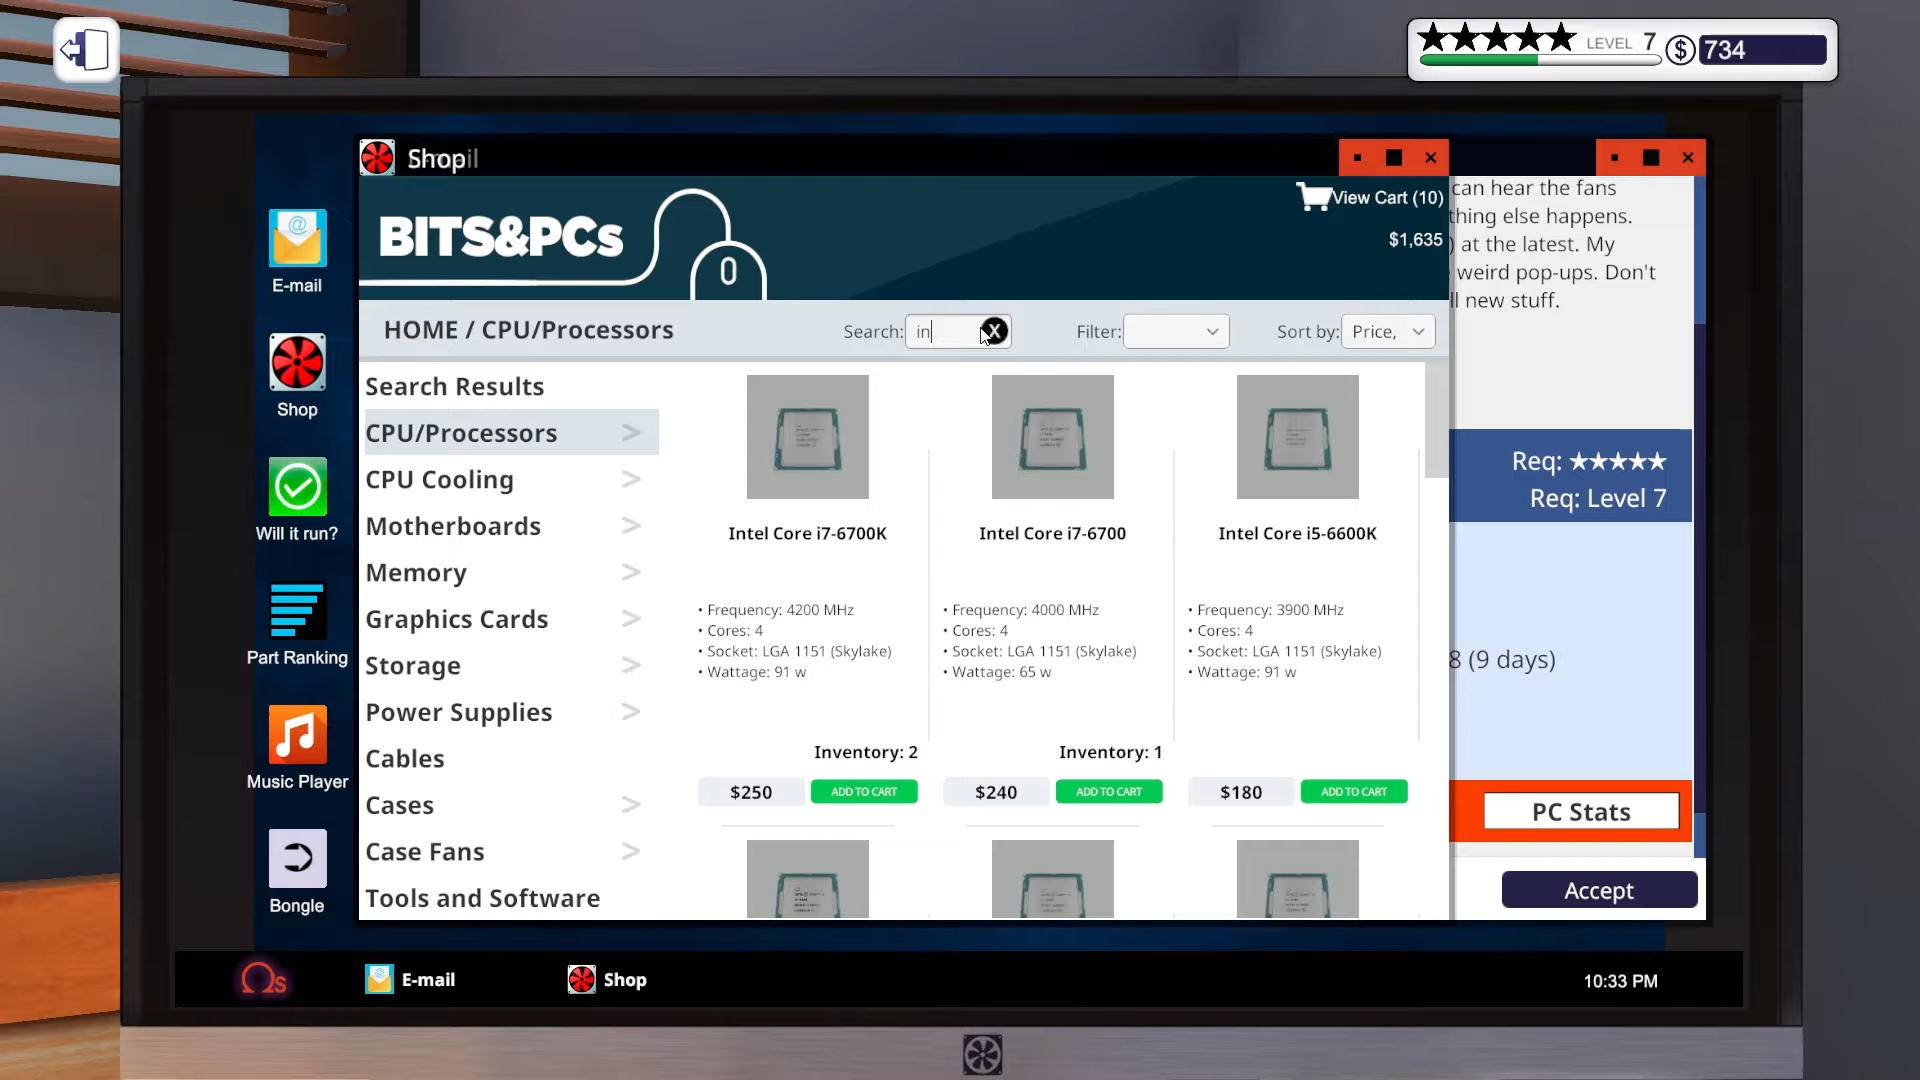 ★★★★★ LEVEL 7 $ 734
Shop
BITS&PCs
View Cart (10)
$1,635
HOME / CPU/Processors
Search: in X
Filter:
Sort by: Price,
Search Results
CPU/Processors >
CPU Cooling >
Motherboards >
Memory >
Graphics Cards >
Storage >
Power Supplies >
Cables
Cases >
Case Fans >
Tools and Software
Intel Core i7-6700K
• Frequency: 4200 MHz
• Cores: 4
• Socket: LGA 1151 (Skylake)
• Wattage: 91 w
Inventory: 2
$250 ADD TO CART
Intel Core i7-6700
• Frequency: 4000 MHz
• Cores: 4
• Socket: LGA 1151 (Skylake)
• Wattage: 65 w
Inventory: 1
$240 ADD TO CART
Intel Core i5-6600K
• Frequency: 3900 MHz
• Cores: 4
• Socket: LGA 1151 (Skylake)
• Wattage: 91 w
$180 ADD TO CART
can hear the fans
thing else happens.
) at the latest. My
weird pop-ups. Don't
ll new stuff.
Req: ★★★★★
Req: Level 7
8 (9 days)
PC Stats
Accept
E-mail
Shop
Will it run?
Part Ranking
Music Player
Bongle
Ωs
E-mail
Shop
10:33 PM